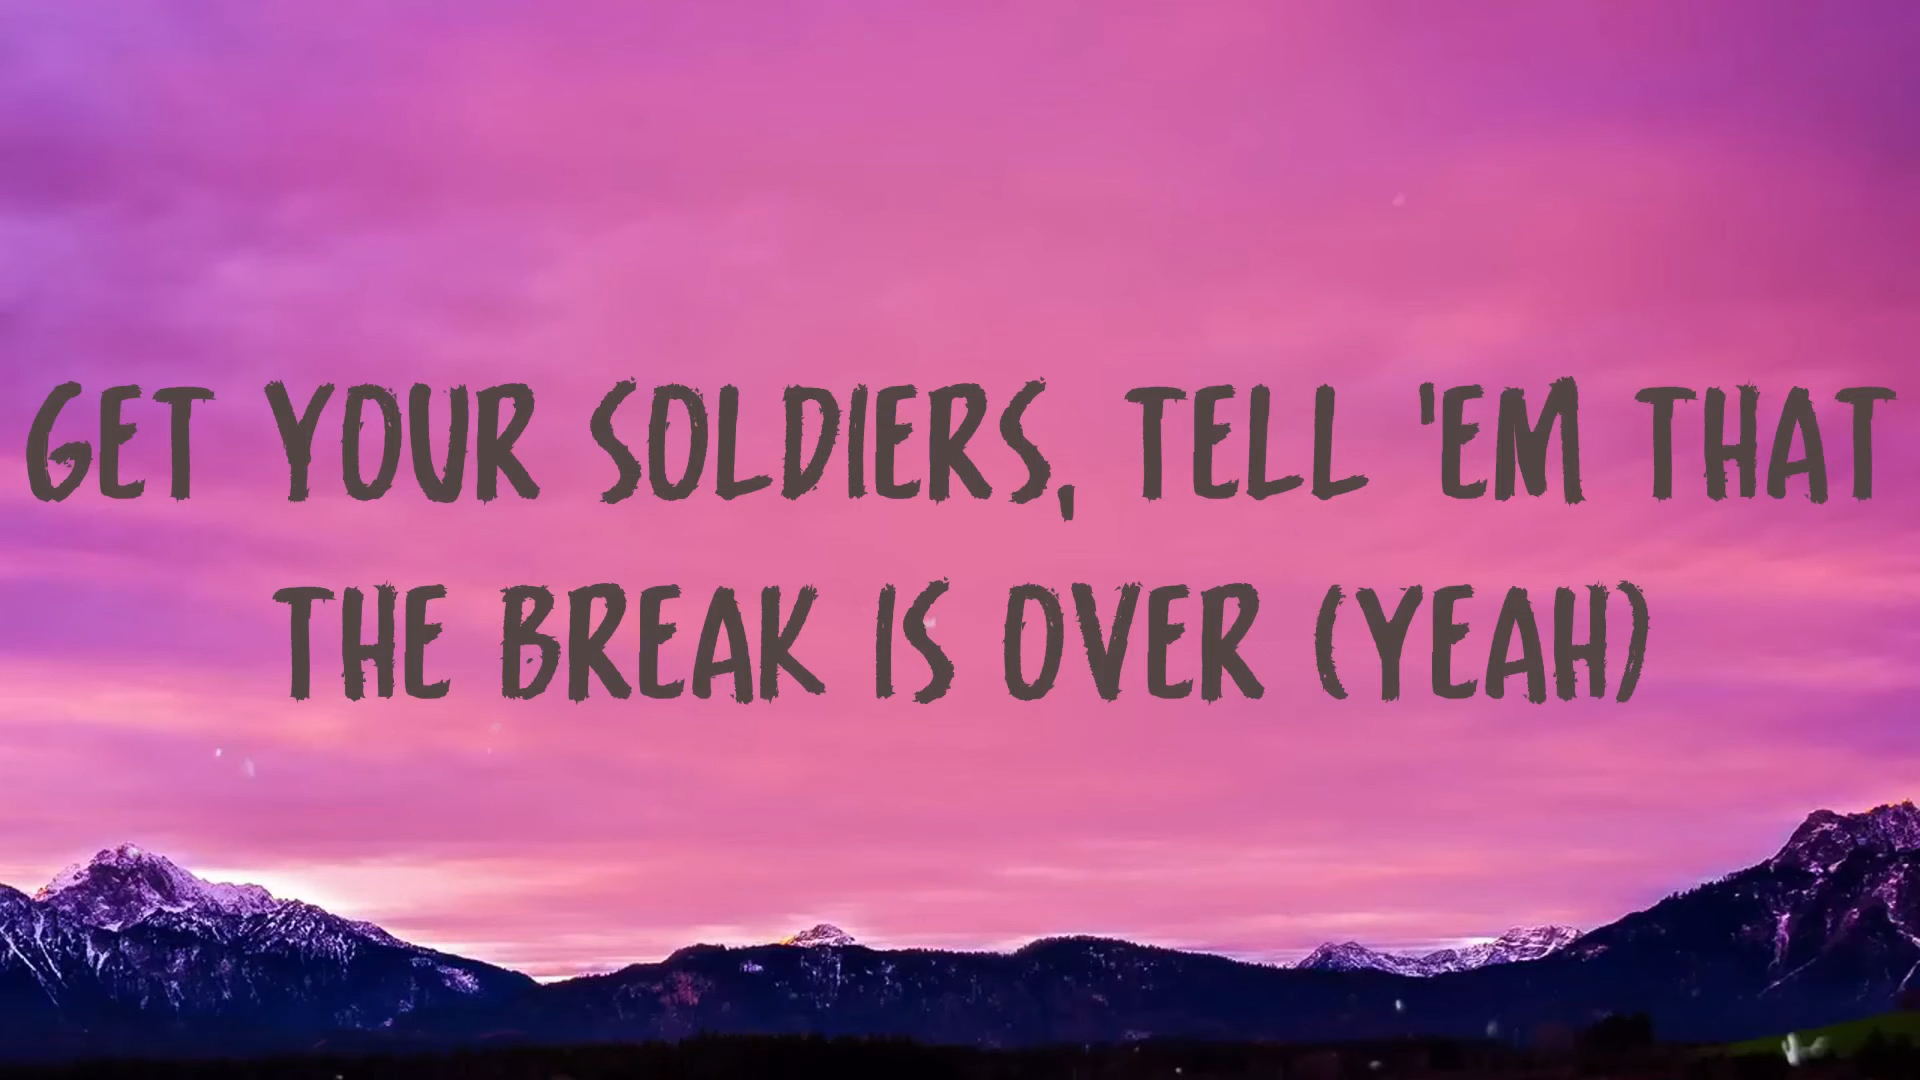 GET YOUR SOLDIERS, TELL 'EM THAT
THE BREAK IS OVER (YEAH)